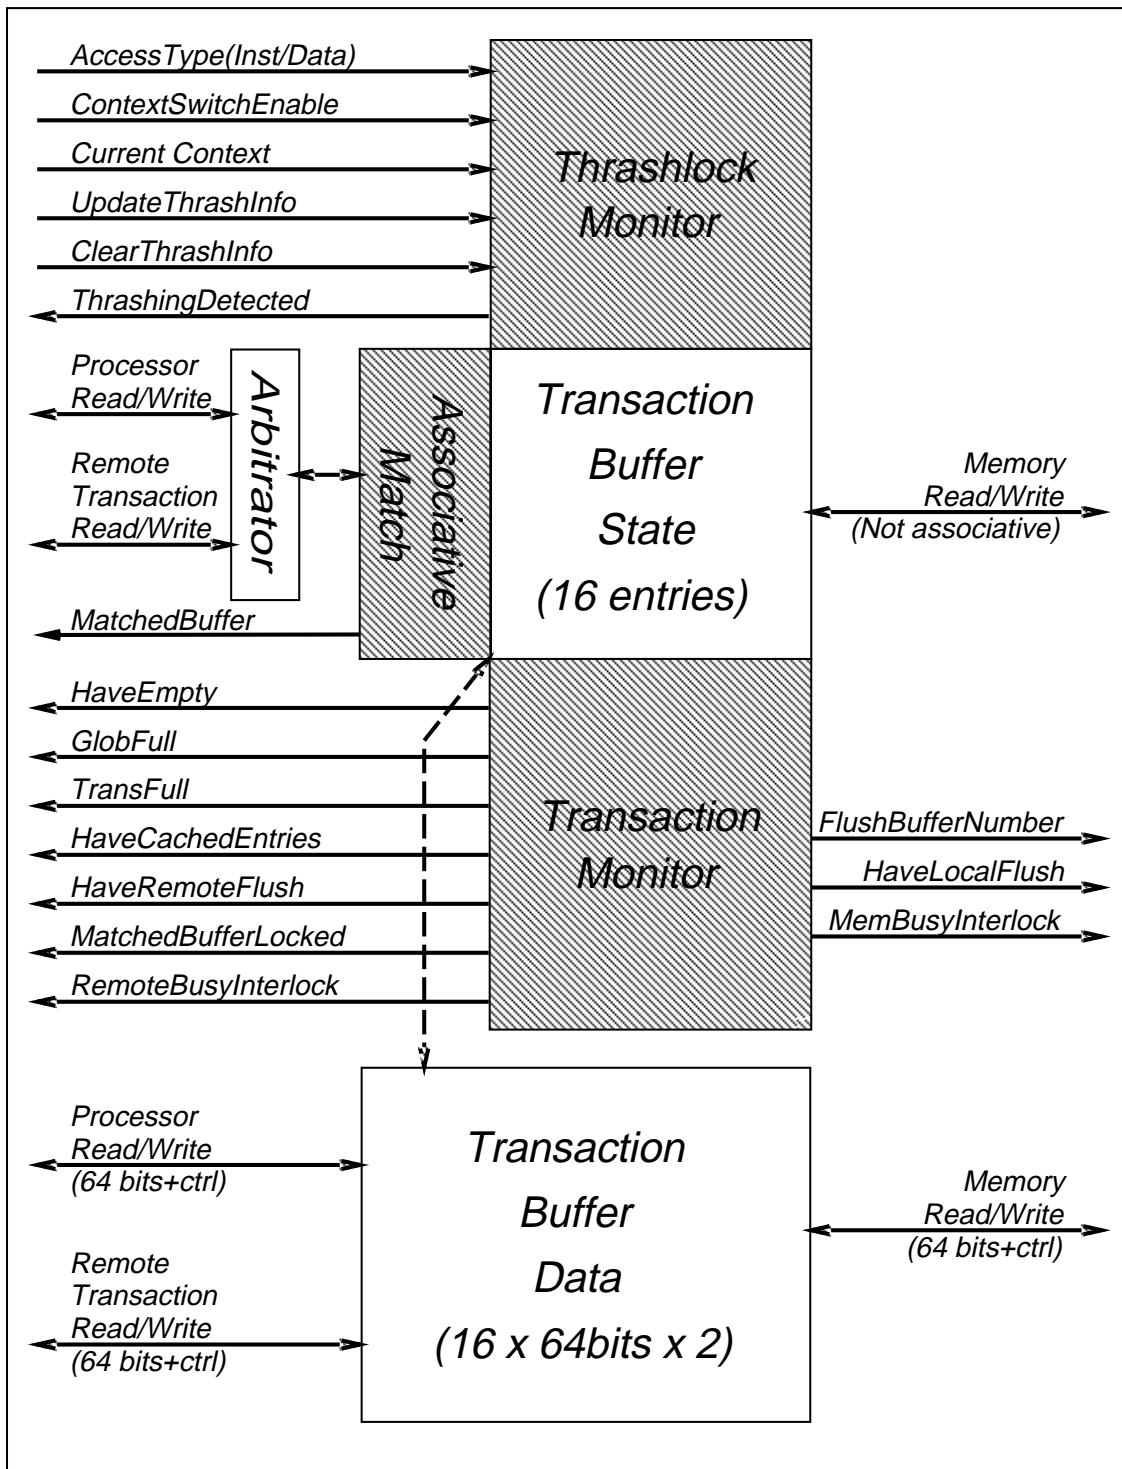 AccessType(Inst/Data)
ContextSwitchEnable
Current Context
UpdateThrashInfo
ClearThrashInfo
ThrashingDetected
Thrashlock
Monitor
Processor
Read/Write
Remote
Transaction
Read/Write
Arbitrator
Associative
Match
Transaction
Buffer
State
(16 entries)
Memory
Read/Write
(Not associative)
MatchedBuffer
HaveEmpty
GlobFull
TransFull
HaveCachedEntries
HaveRemoteFlush
MatchedBufferLocked
RemoteBusyInterlock
Transaction
Monitor
FlushBufferNumber
HaveLocalFlush
MemBusyInterlock
Processor
Read/Write
(64 bits+ctrl)
Remote
Transaction
Read/Write
(64 bits+ctrl)
Transaction
Buffer
Data
(16 x 64bits x 2)
Memory
Read/Write
(64 bits+ctrl)